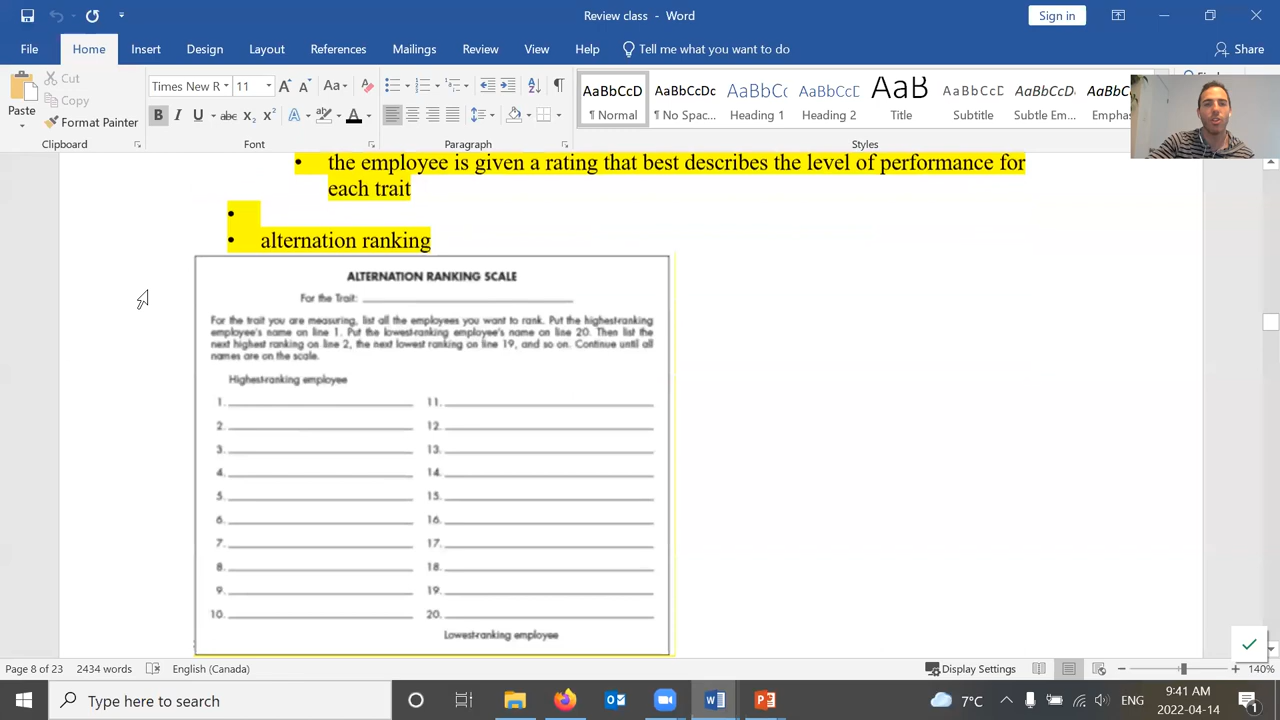 Review class - Word
Sign in
File Home Insert Design Layout References Mailings Review View Help Tell me what you want to do Share
Paste
Cut
Copy
Format Painter
Times New R 11
AaBbCcD AaBbCcDc AaBbCc AaBbCcD AaB AaBbCcD AaBbCcDc
¶ Normal ¶ No Spac... Heading 1 Heading 2 Title Subtitle Subtle Em... Emphas
Clipboard Font Paragraph Styles
• the employee is given a rating that best describes the level of performance for
each trait
•
• alternation ranking
ALTERNATION RANKING SCALE
For the Trait:
For the trait you are measuring, list all the employees you want to rank. Put the highest-ranking
employee's name on line 1. Put the lowest-ranking employee's name on line 20. Then list the
next highest ranking on line 2, the next lowest ranking on line 19, and so on. Continue until all
names are on the scale.
Highest-ranking employee
1. 11.
2. 12.
3. 13.
4. 14.
5. 15.
6. 16.
7. 17.
8. 18.
9. 19.
10. 20.
Lowest-ranking employee
Page 8 of 23 2434 words English (Canada) Display Settings 140%
Type here to search
7°C ENG
9:41 AM
2022-04-14
1